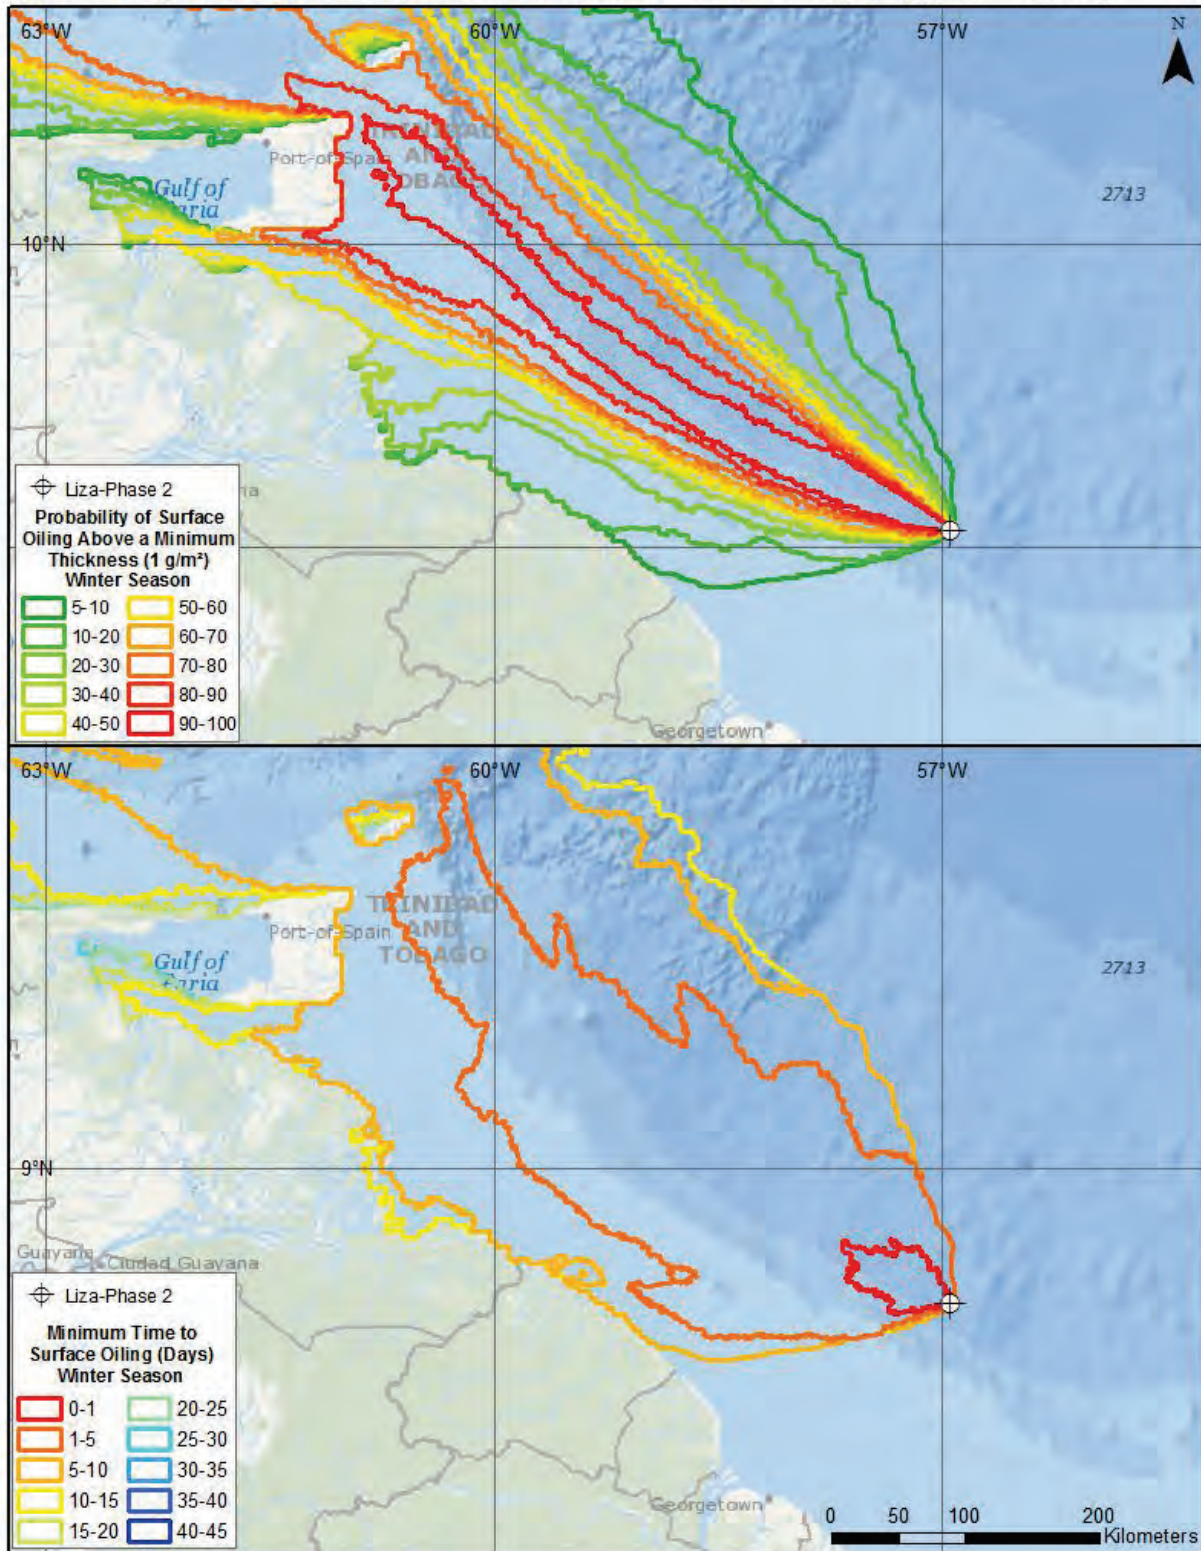 63°W 60°W 57°W N
Port-of-Spain
TRINIDAD
AND
TOBAGO
Gulf of
Paria
2713
10°N
Liza-Phase 2
Probability of Surface
Oiling Above a Minimum
Thickness (1 g/m²)
Winter Season
5-10 50-60
10-20 60-70
20-30 70-80
30-40 80-90
40-50 90-100
Georgetown
63°W 60°W 57°W
TRINIDAD
Port-of-Spain AND
TOBAGO
Gulf of
Paria
2713
9°N
Guayana Ciudad Guayana
Liza-Phase 2
Minimum Time to
Surface Oiling (Days)
Winter Season
0-1 20-25
1-5 25-30
5-10 30-35
10-15 35-40
15-20 40-45
Georgetown
0 50 100 200
Kilometers